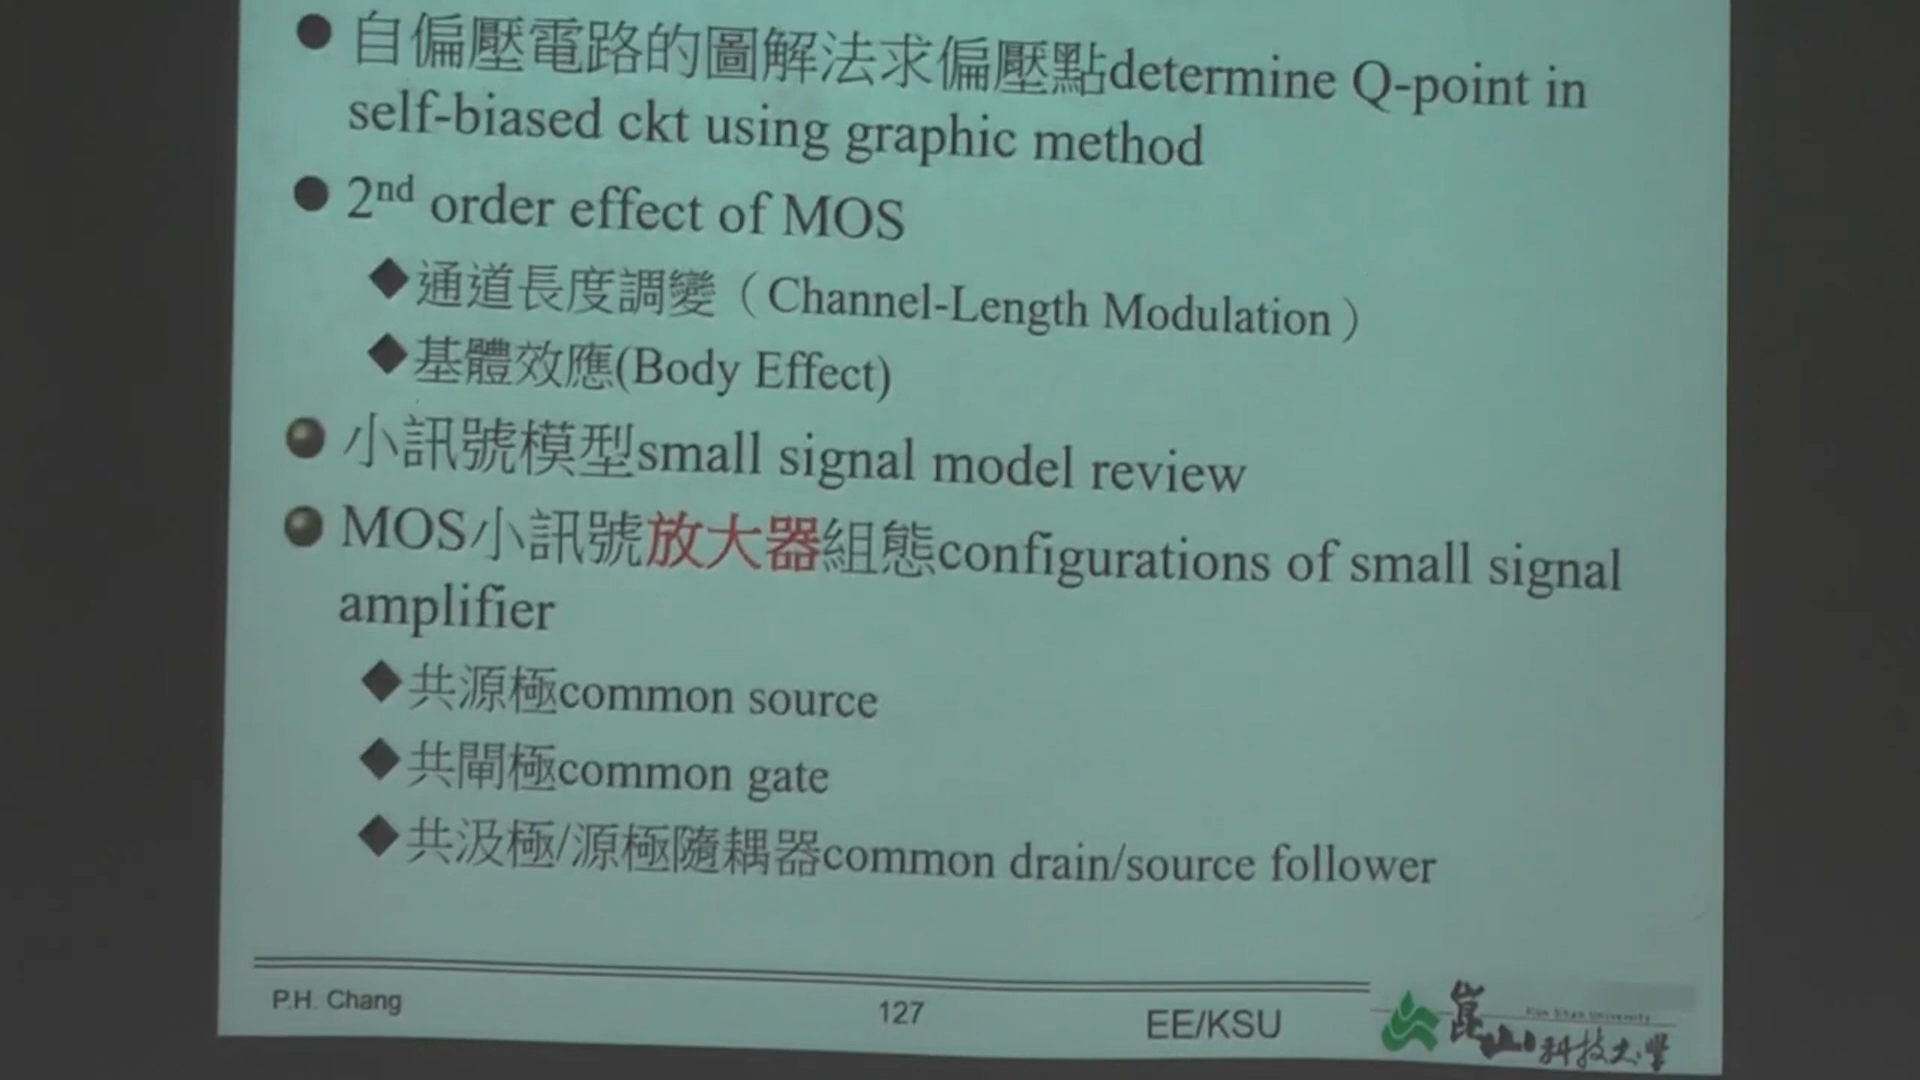 自偏壓電路的圖解法求偏壓點determine Q-point in
self-biased ckt using graphic method
2nd order effect of MOS
通道長度調變（Channel-Length Modulation）
基體效應(Body Effect)
小訊號模型small signal model review
MOS小訊號放大器組態configurations of small signal
amplifier
共源極common source
共閘極common gate
共汲極/源極隨耦器common drain/source follower
P.H. Chang
127
EE/KSU
Kun Shan University
崑山科技大學